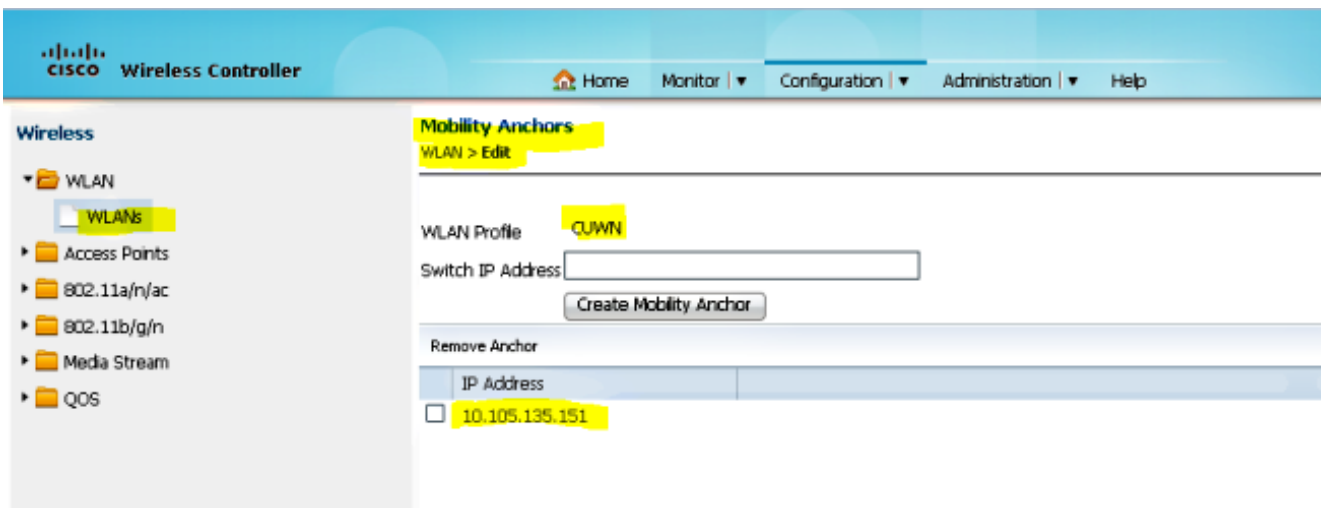 CISCO Wireless Controller
Home Monitor Configuration Administration Help
Wireless
WLAN
WLANs
Access Points
802.11a/n/ac
802.11b/g/n
Media Stream
QOS
Mobility Anchors
WLAN > Edit
WLAN Profile CUWN
Switch IP Address
Create Mobility Anchor
Remove Anchor
IP Address
10.105.135.151